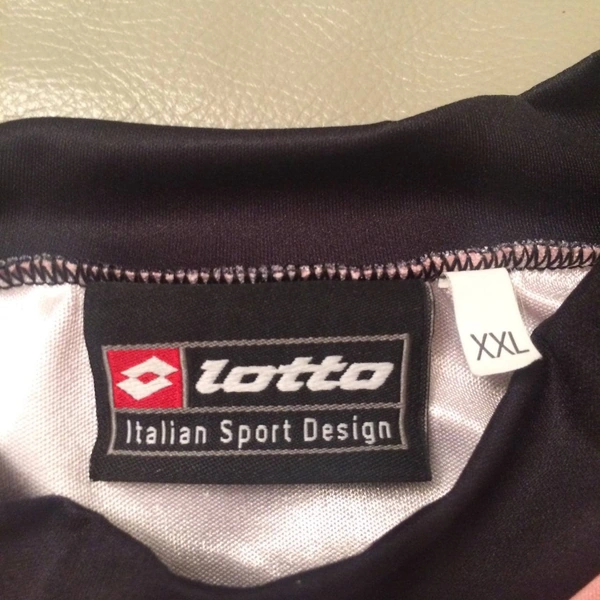 lotto
Italian Sport Design
XXL